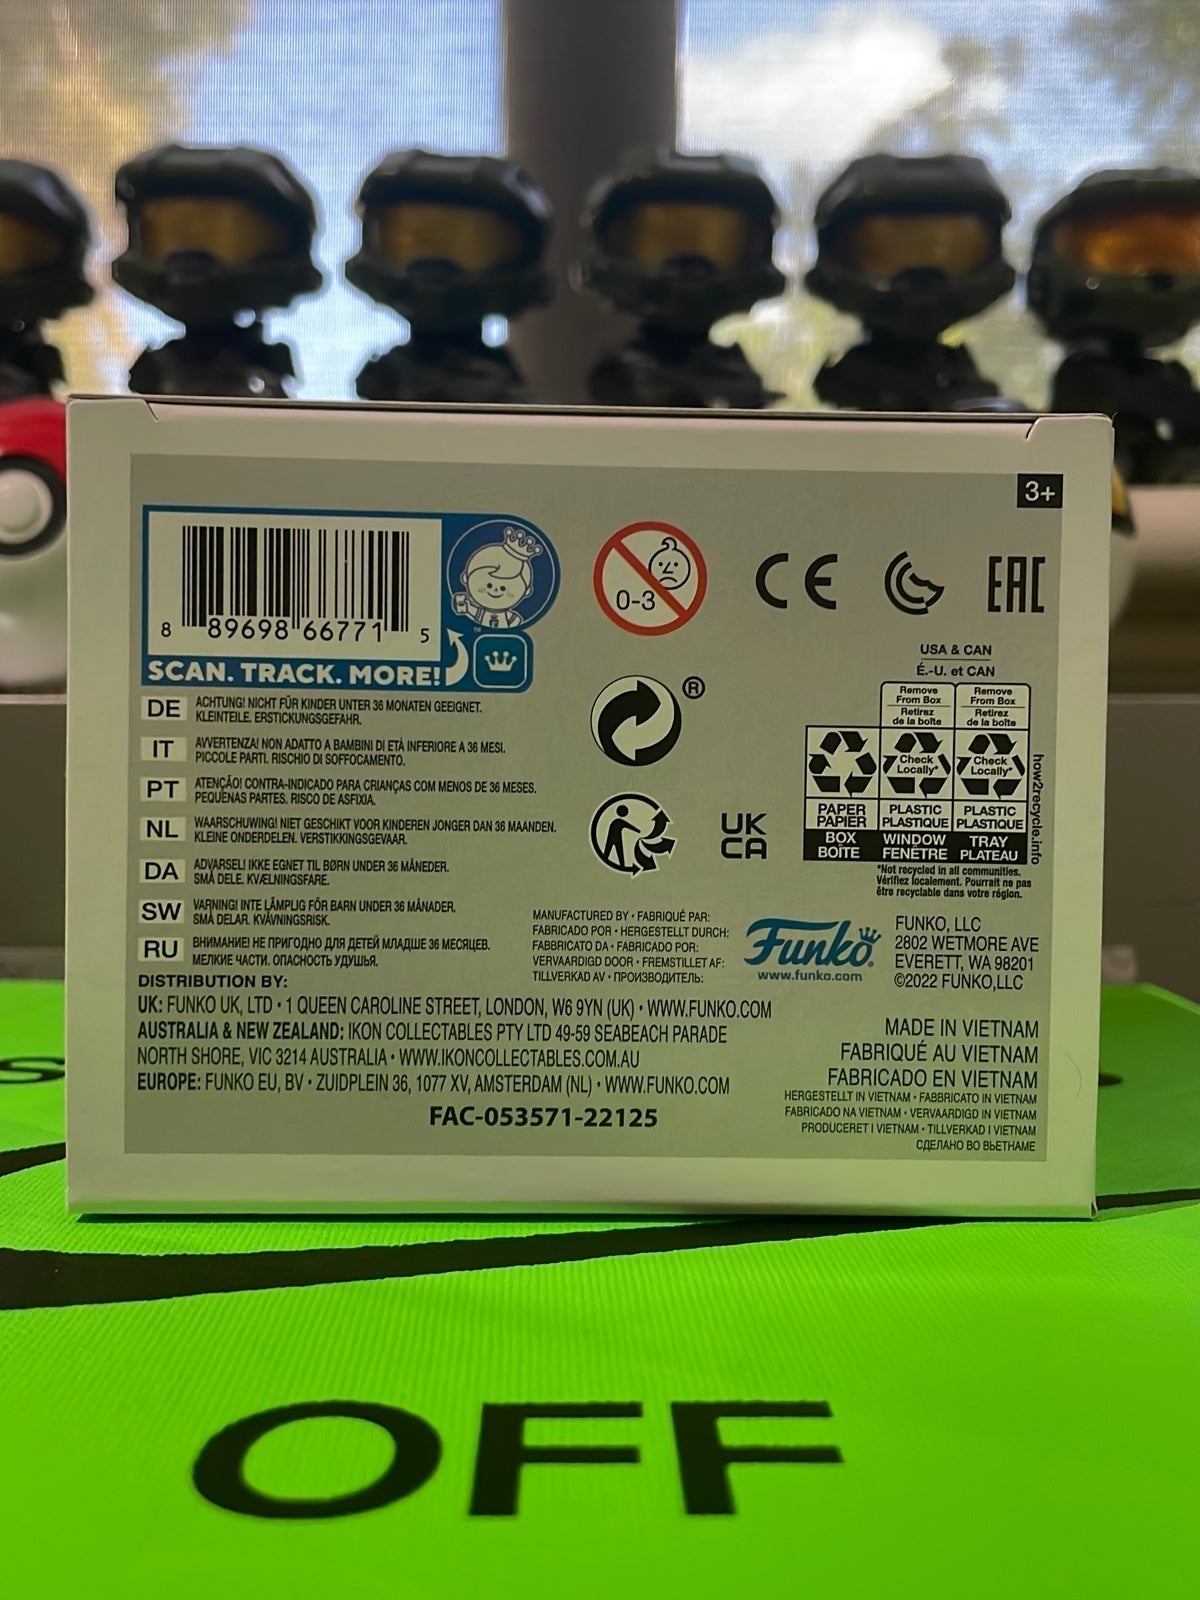 3+
8 89698 66771 5
SCAN. TRACK. MORE!
™
0-3
CE
EAC
USA & CAN
É.-U. et CAN
Remove
From Box
Retirez
de la boîte
Remove
From Box
Retirez
de la boîte
Check
Locally*
Check
Locally*
PAPER
PAPIER
PLASTIC
PLASTIQUE
PLASTIC
PLASTIQUE
BOX
BOÎTE
WINDOW
FENÊTRE
TRAY
PLATEAU
how2recycle.info
*Not recycled in all communities.
Vérifiez localement. Pourrait ne pas
être recyclable dans votre région.
®
UK
CA
DE ACHTUNG! NICHT FÜR KINDER UNTER 36 MONATEN GEEIGNET.
KLEINTEILE. ERSTICKUNGSGEFAHR.
IT AVVERTENZA! NON ADATTO A BAMBINI DI ETÀ INFERIORE A 36 MESI.
PICCOLE PARTI. RISCHIO DI SOFFOCAMENTO.
PT ATENÇÃO! CONTRA-INDICADO PARA CRIANÇAS COM MENOS DE 36 MESES.
PEQUENAS PARTES. RISCO DE ASFIXIA.
NL WAARSCHUWING! NIET GESCHIKT VOOR KINDEREN JONGER DAN 36 MAANDEN.
KLEINE ONDERDELEN. VERSTIKKINGSGEVAAR.
DA ADVARSEL! IKKE EGNET TIL BØRN UNDER 36 MÅNEDER.
SMÅ DELE. KVÆLNINGSFARE.
SW VARNING! INTE LÄMPLIG FÖR BARN UNDER 36 MÅNADER.
SMÅ DELAR. KVÄVNINGSRISK.
RU ВНИМАНИЕ! НЕ ПРИГОДНО ДЛЯ ДЕТЕЙ МЛАДШЕ 36 МЕСЯЦЕВ.
МЕЛКИЕ ЧАСТИ. ОПАСНОСТЬ УДУШЬЯ.
MANUFACTURED BY • FABRIQUÉ PAR:
FABRICADO POR • HERGESTELLT DURCH:
FABBRICATO DA • FABRICADO POR:
VERVAARDIGD DOOR • FREMSTILLET AF:
TILLVERKAD AV • ПРОИЗВОДИТЕЛЬ:
Funko®
www.funko.com
FUNKO, LLC
2802 WETMORE AVE
EVERETT, WA 98201
©2022 FUNKO,LLC
DISTRIBUTION BY:
UK: FUNKO UK, LTD • 1 QUEEN CAROLINE STREET, LONDON, W6 9YN (UK) • WWW.FUNKO.COM
AUSTRALIA & NEW ZEALAND: IKON COLLECTABLES PTY LTD 49-59 SEABEACH PARADE
NORTH SHORE, VIC 3214 AUSTRALIA • WWW.IKONCOLLECTABLES.COM.AU
EUROPE: FUNKO EU, BV • ZUIDPLEIN 36, 1077 XV, AMSTERDAM (NL) • WWW.FUNKO.COM
FAC-053571-22125
MADE IN VIETNAM
FABRIQUÉ AU VIETNAM
FABRICADO EN VIETNAM
HERGESTELLT IN VIETNAM • FABBRICATO IN VIETNAM
FABRICADO NA VIETNAM • VERVAARDIGD IN VIETNAM
PRODUCERET I VIETNAM • TILLVERKAD I VIETNAM
СДЕЛАНО ВО ВЬЕТНАМЕ
OFF